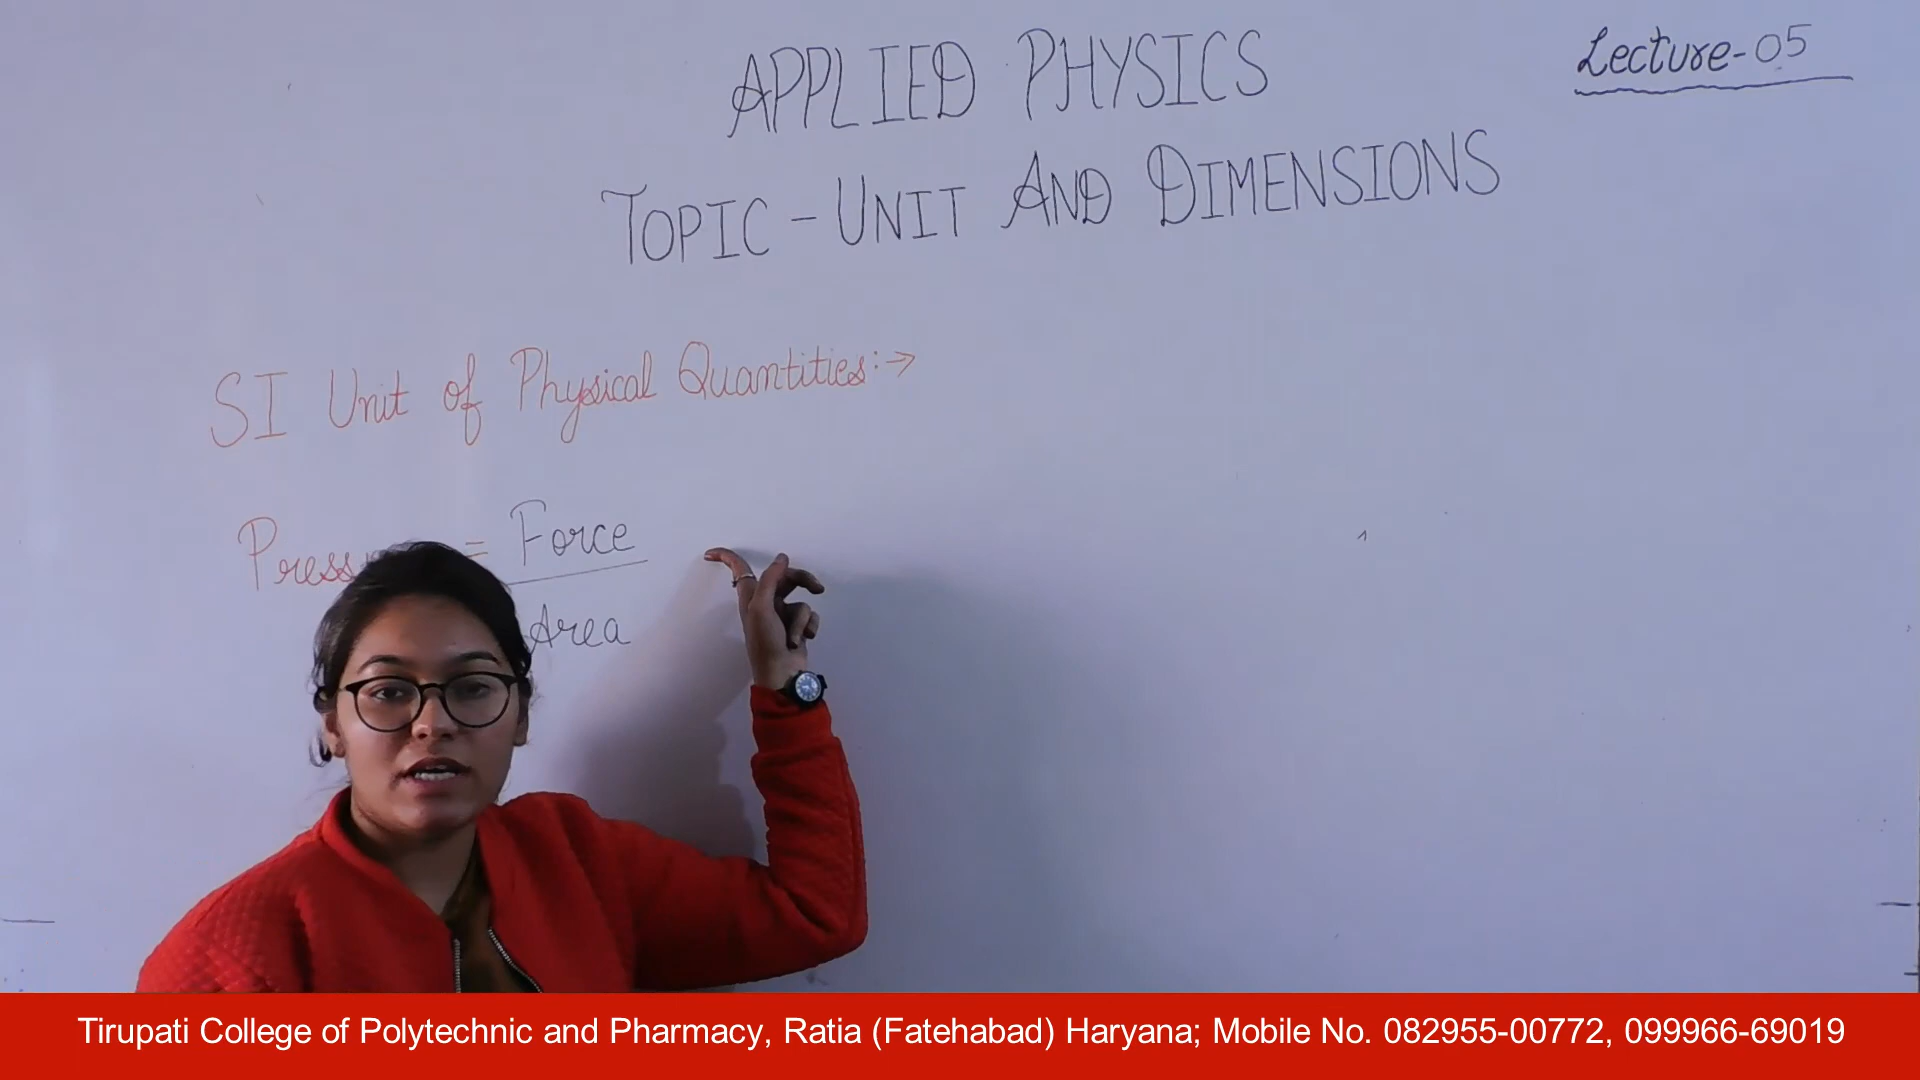 APPLIED PHYSICS
Lecture-05
TOPIC - UNIT AND DIMENSIONS
SI Unit of Physical Quantities:→
Press = Force
Area
Tirupati College of Polytechnic and Pharmacy, Ratia (Fatehabad) Haryana; Mobile No. 082955-00772, 099966-69019